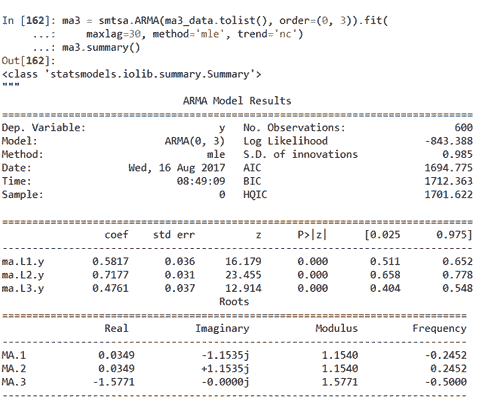 In [162]: ma3 = smtsa.ARMA(ma3_data.tolist(), order=(0, 3)).fit(
...: maxlag=30, method='mle', trend='nc')
...: ma3.summary()
Out[162]:
<class 'statsmodels.iolib.summary.Summary'>
"""
ARMA Model Results
==============================================================================
Dep. Variable: y No. Observations: 600
Model: ARMA(0, 3) Log Likelihood -843.388
Method: mle S.D. of innovations 0.985
Date: Wed, 16 Aug 2017 AIC 1694.775
Time: 08:49:09 BIC 1712.363
Sample: 0 HQIC 1701.622
==============================================================================
coef std err z P>|z| [0.025 0.975]
------------------------------------------------------------------------------
ma.L1.y 0.5817 0.036 16.179 0.000 0.511 0.652
ma.L2.y 0.7177 0.031 23.455 0.000 0.658 0.778
ma.L3.y 0.4761 0.037 12.914 0.000 0.404 0.548
Roots
==============================================================================
Real Imaginary Modulus Frequency
------------------------------------------------------------------------------
MA.1 0.0349 -1.1535j 1.1540 -0.2452
MA.2 0.0349 +1.1535j 1.1540 0.2452
MA.3 -1.5771 -0.0000j 1.5771 -0.5000
------------------------------------------------------------------------------